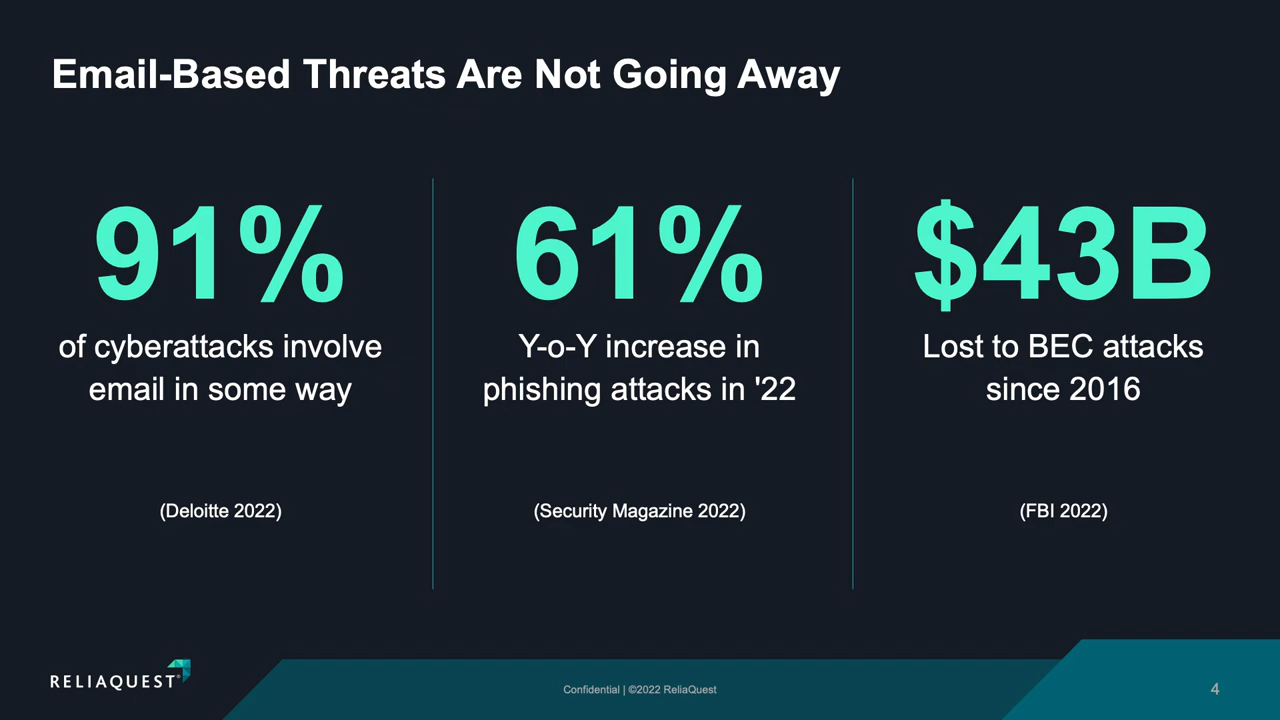 Email-Based Threats Are Not Going Away
91%
of cyberattacks involve
email in some way
(Deloitte 2022)
61%
Y-o-Y increase in
phishing attacks in '22
(Security Magazine 2022)
$43B
Lost to BEC attacks
since 2016
(FBI 2022)
RELIAQUEST®
Confidential | ©2022 ReliaQuest
4